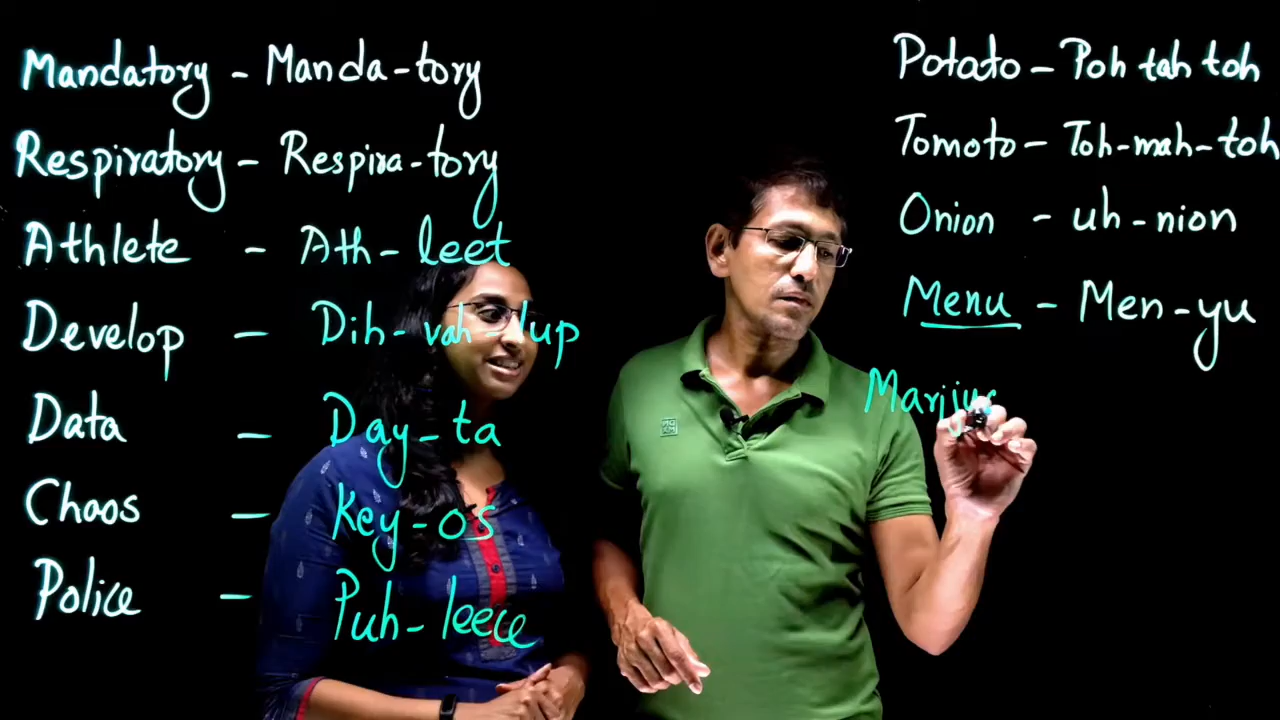 Mandatory - Manda-tory
Respiratory - Respira-tory
Athlete - Ath-leet
Develop - Dih-vah-lup
Data - Day-ta
Chaos - Key-os
Police - Puh-leece
Potato - Poh tah toh
Tomoto - Toh-mah-toh
Onion - uh-nion
Menu - Men-yu